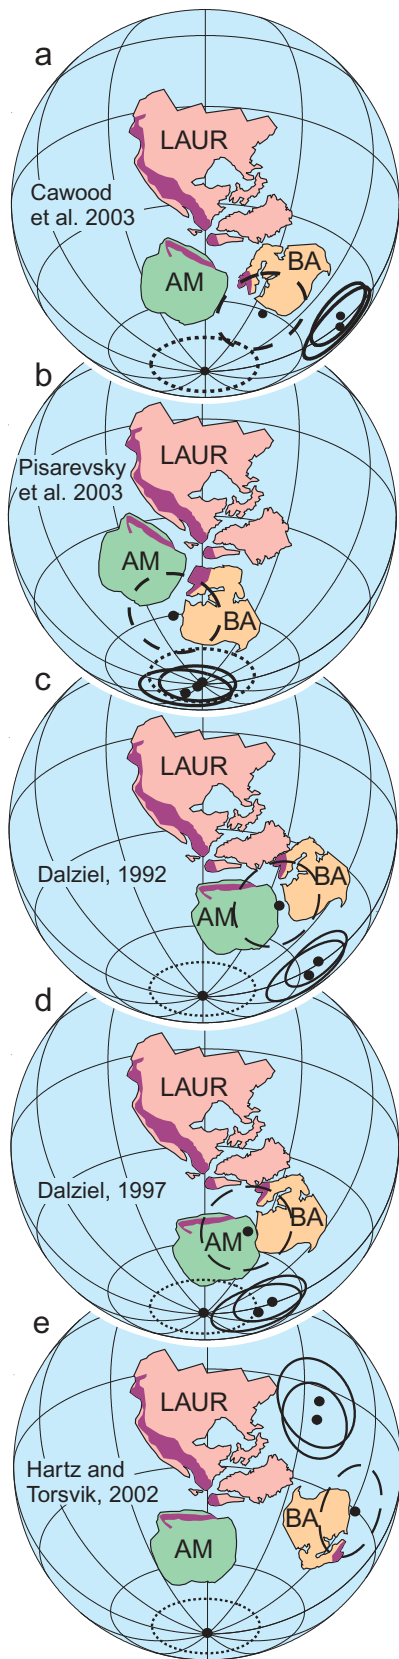 a
LAUR
Cawood
et al. 2003
BA
AM
b
LAUR
Pisarevsky
et al. 2003
AM
BA
c
LAUR
Dalziel, 1992
BA
AM
d
LAUR
Dalziel, 1997
BA
AM
e
LAUR
Hartz and
Torsvik, 2002
BA
AM